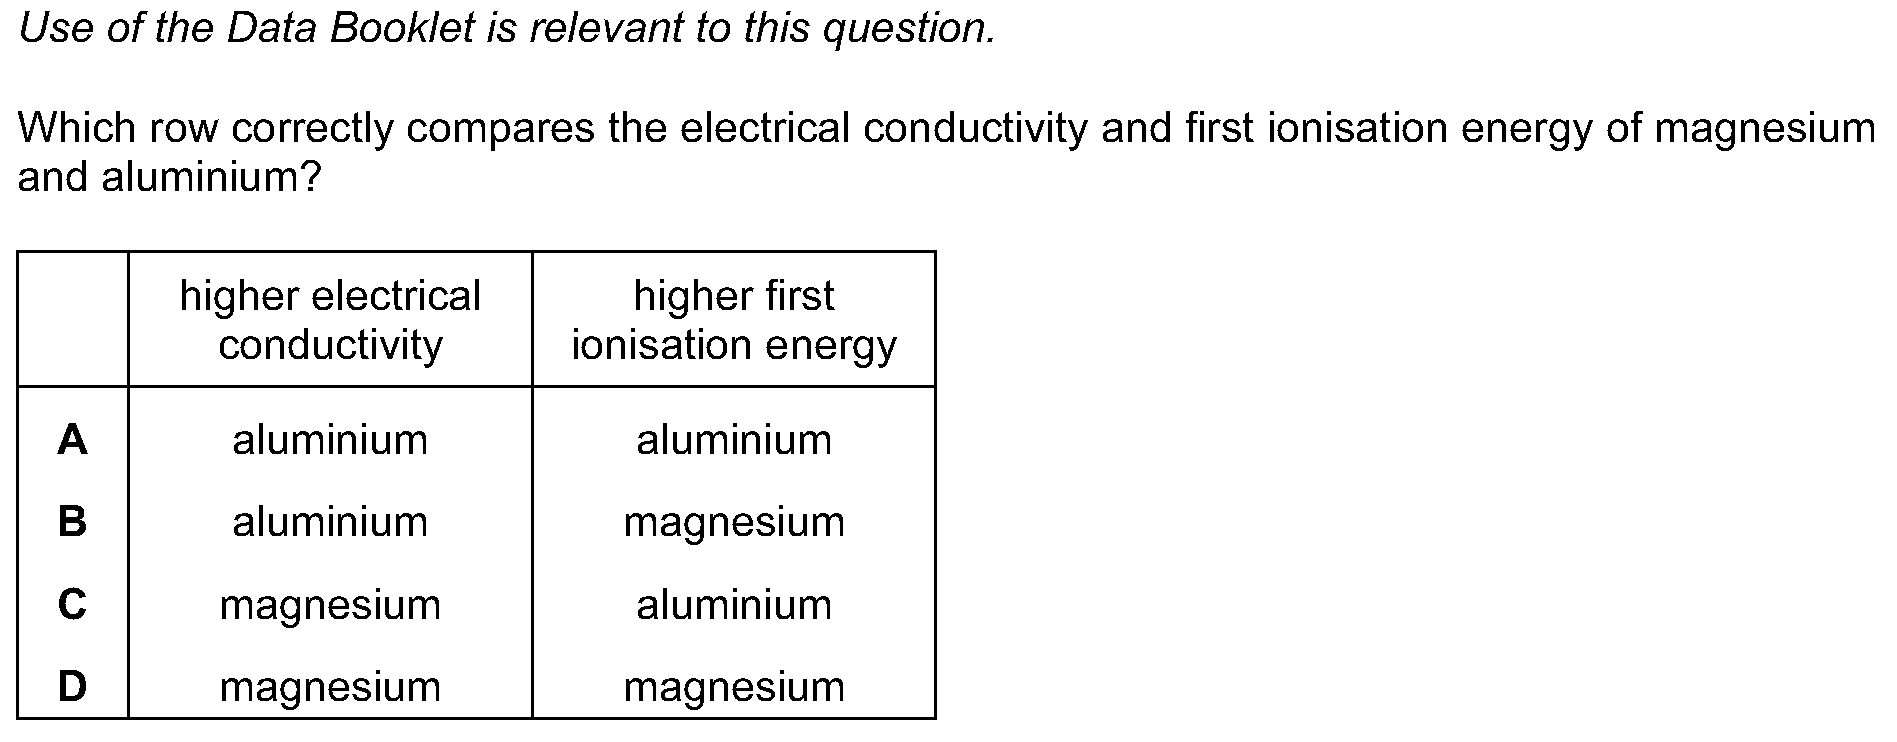 Use of the Data Booklet is relevant to this question.
Which row correctly compares the electrical conductivity and first ionisation energy of magnesium
and aluminium?
higher electrical conductivity higher first ionisation energy
A aluminium aluminium
B aluminium magnesium
C magnesium aluminium
D magnesium magnesium